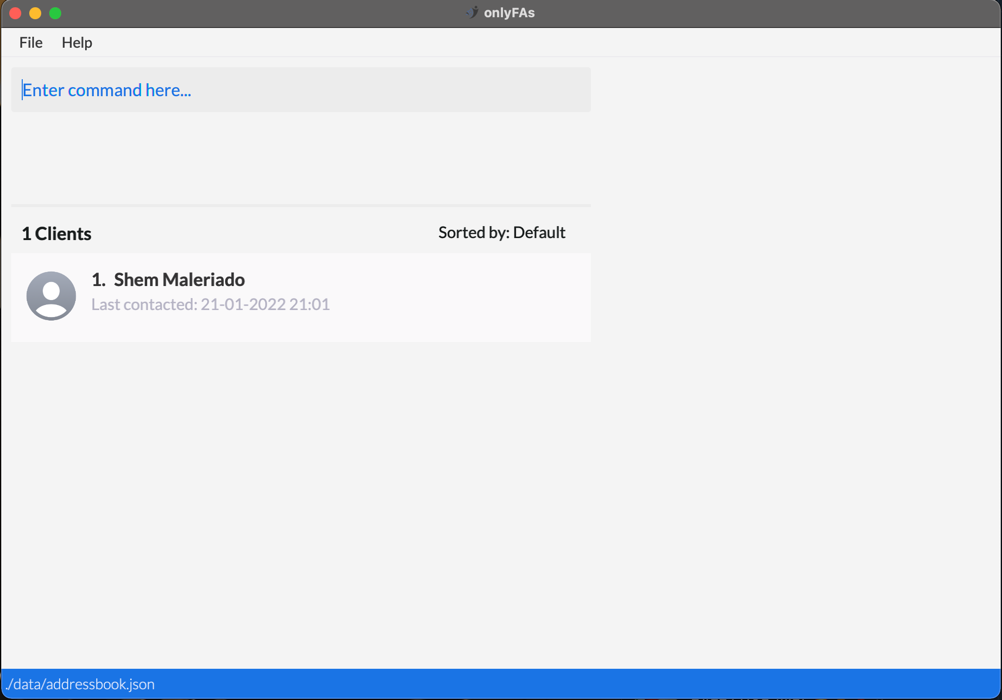 onlyFAs
File Help
Enter command here...
1 Clients Sorted by: Default
1. Shem Maleriado
Last contacted: 21-01-2022 21:01
./data/addressbook.json